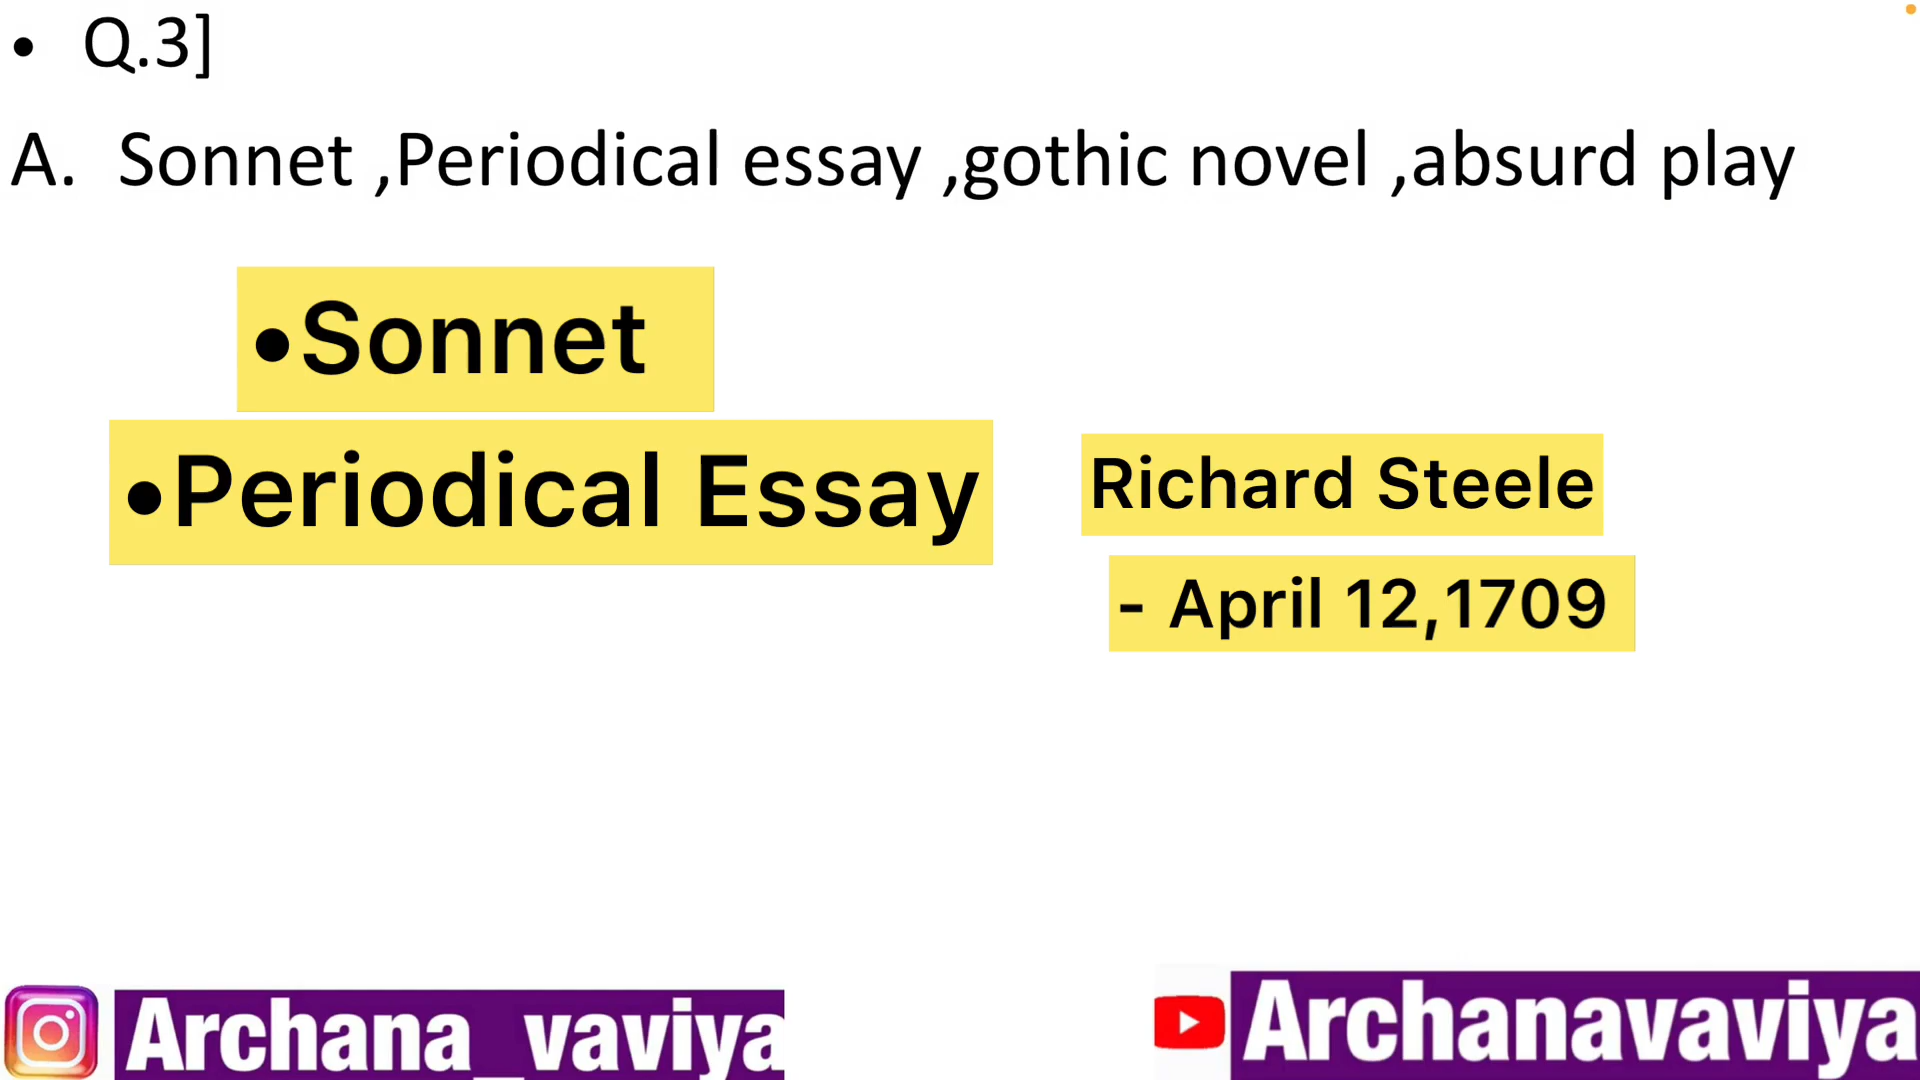 • Q.3]
A. Sonnet ,Periodical essay ,gothic novel ,absurd play
•Sonnet
•Periodical Essay
Richard Steele
- April 12,1709
Archana_vaviya
Archanavaviya